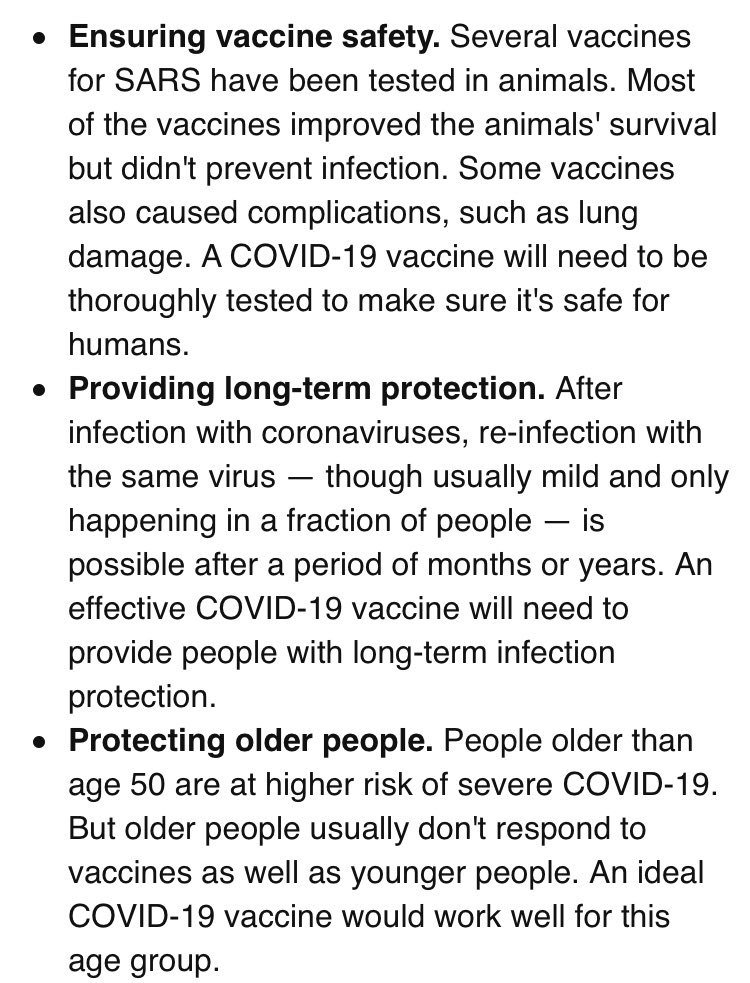 • Ensuring vaccine safety. Several vaccines
for SARS have been tested in animals. Most
of the vaccines improved the animals' survival
but didn't prevent infection. Some vaccines
also caused complications, such as lung
damage. A COVID-19 vaccine will need to be
thoroughly tested to make sure it's safe for
humans.
• Providing long-term protection. After
infection with coronaviruses, re-infection with
the same virus — though usually mild and only
happening in a fraction of people — is
possible after a period of months or years. An
effective COVID-19 vaccine will need to
provide people with long-term infection
protection.
• Protecting older people. People older than
age 50 are at higher risk of severe COVID-19.
But older people usually don't respond to
vaccines as well as younger people. An ideal
COVID-19 vaccine would work well for this
age group.